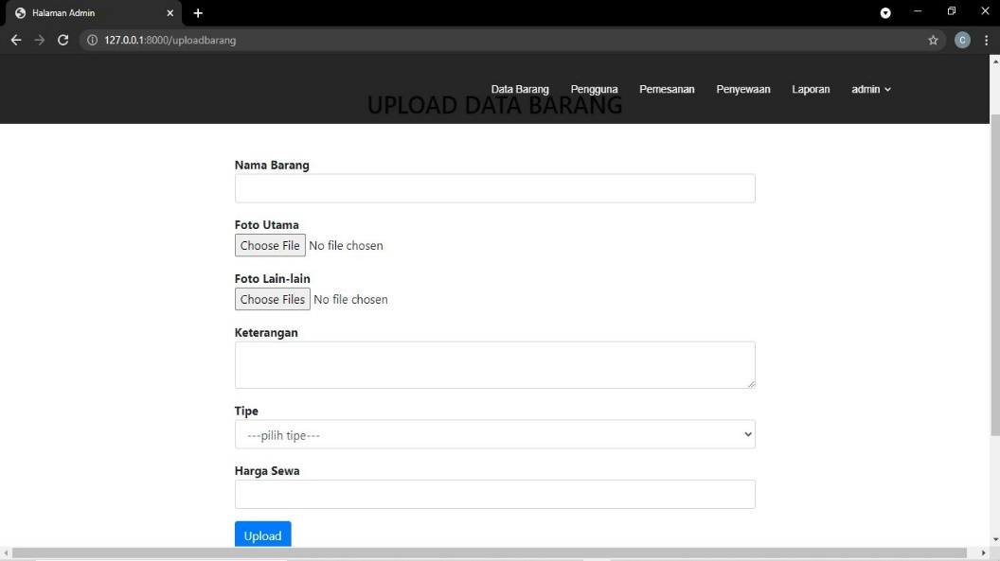 Halaman Admin
127.0.0.1:8000/uploadbarang
C
Data Barang Pengguna Pemesanan Penyewaan Laporan admin
UPLOAD DATA BARANG
Nama Barang
Foto Utama
Choose File No file chosen
Foto Lain-lain
Choose Files No file chosen
Keterangan
Tipe
---pilih tipe---
Harga Sewa
Upload